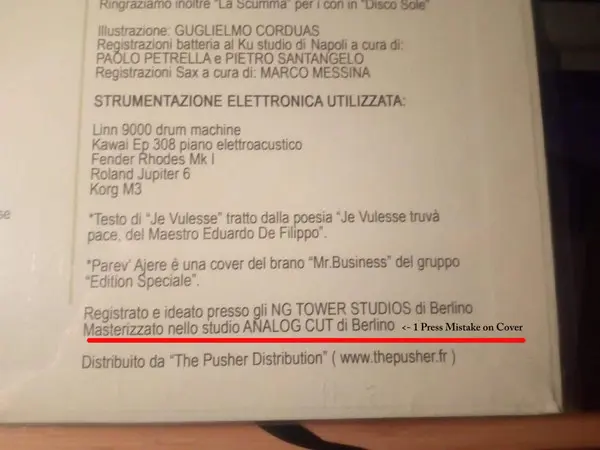 Ringraziamo inoltre "La Scumma" per i con in "Disco Sole"
Illustrazione: GUGLIELMO CORDUAS
Registrazioni batteria al Ku studio di Napoli a cura di:
PAOLO PETRELLA e PIETRO SANTANGELO
Registrazioni Sax a cura di: MARCO MESSINA
STRUMENTAZIONE ELETTRONICA UTILIZZATA:
Linn 9000 drum machine
Kawai Ep 308 piano elettroacustico
Fender Rhodes Mk I
Roland Jupiter 6
Korg M3
*Testo di "Je Vulesse" tratto dalla poesia "Je Vulesse truvà
pace, del Maestro Eduardo De Filippo".
*Parev' Ajere è una cover del brano "Mr.Business" del gruppo
"Edition Speciale".
Registrato e ideato presso gli NG TOWER STUDIOS di Berlino
Masterizzato nello studio ANALOG CUT di Berlino <- 1 Press Mistake on Cover
Distribuito da "The Pusher Distribution" ( www.thepusher.fr )